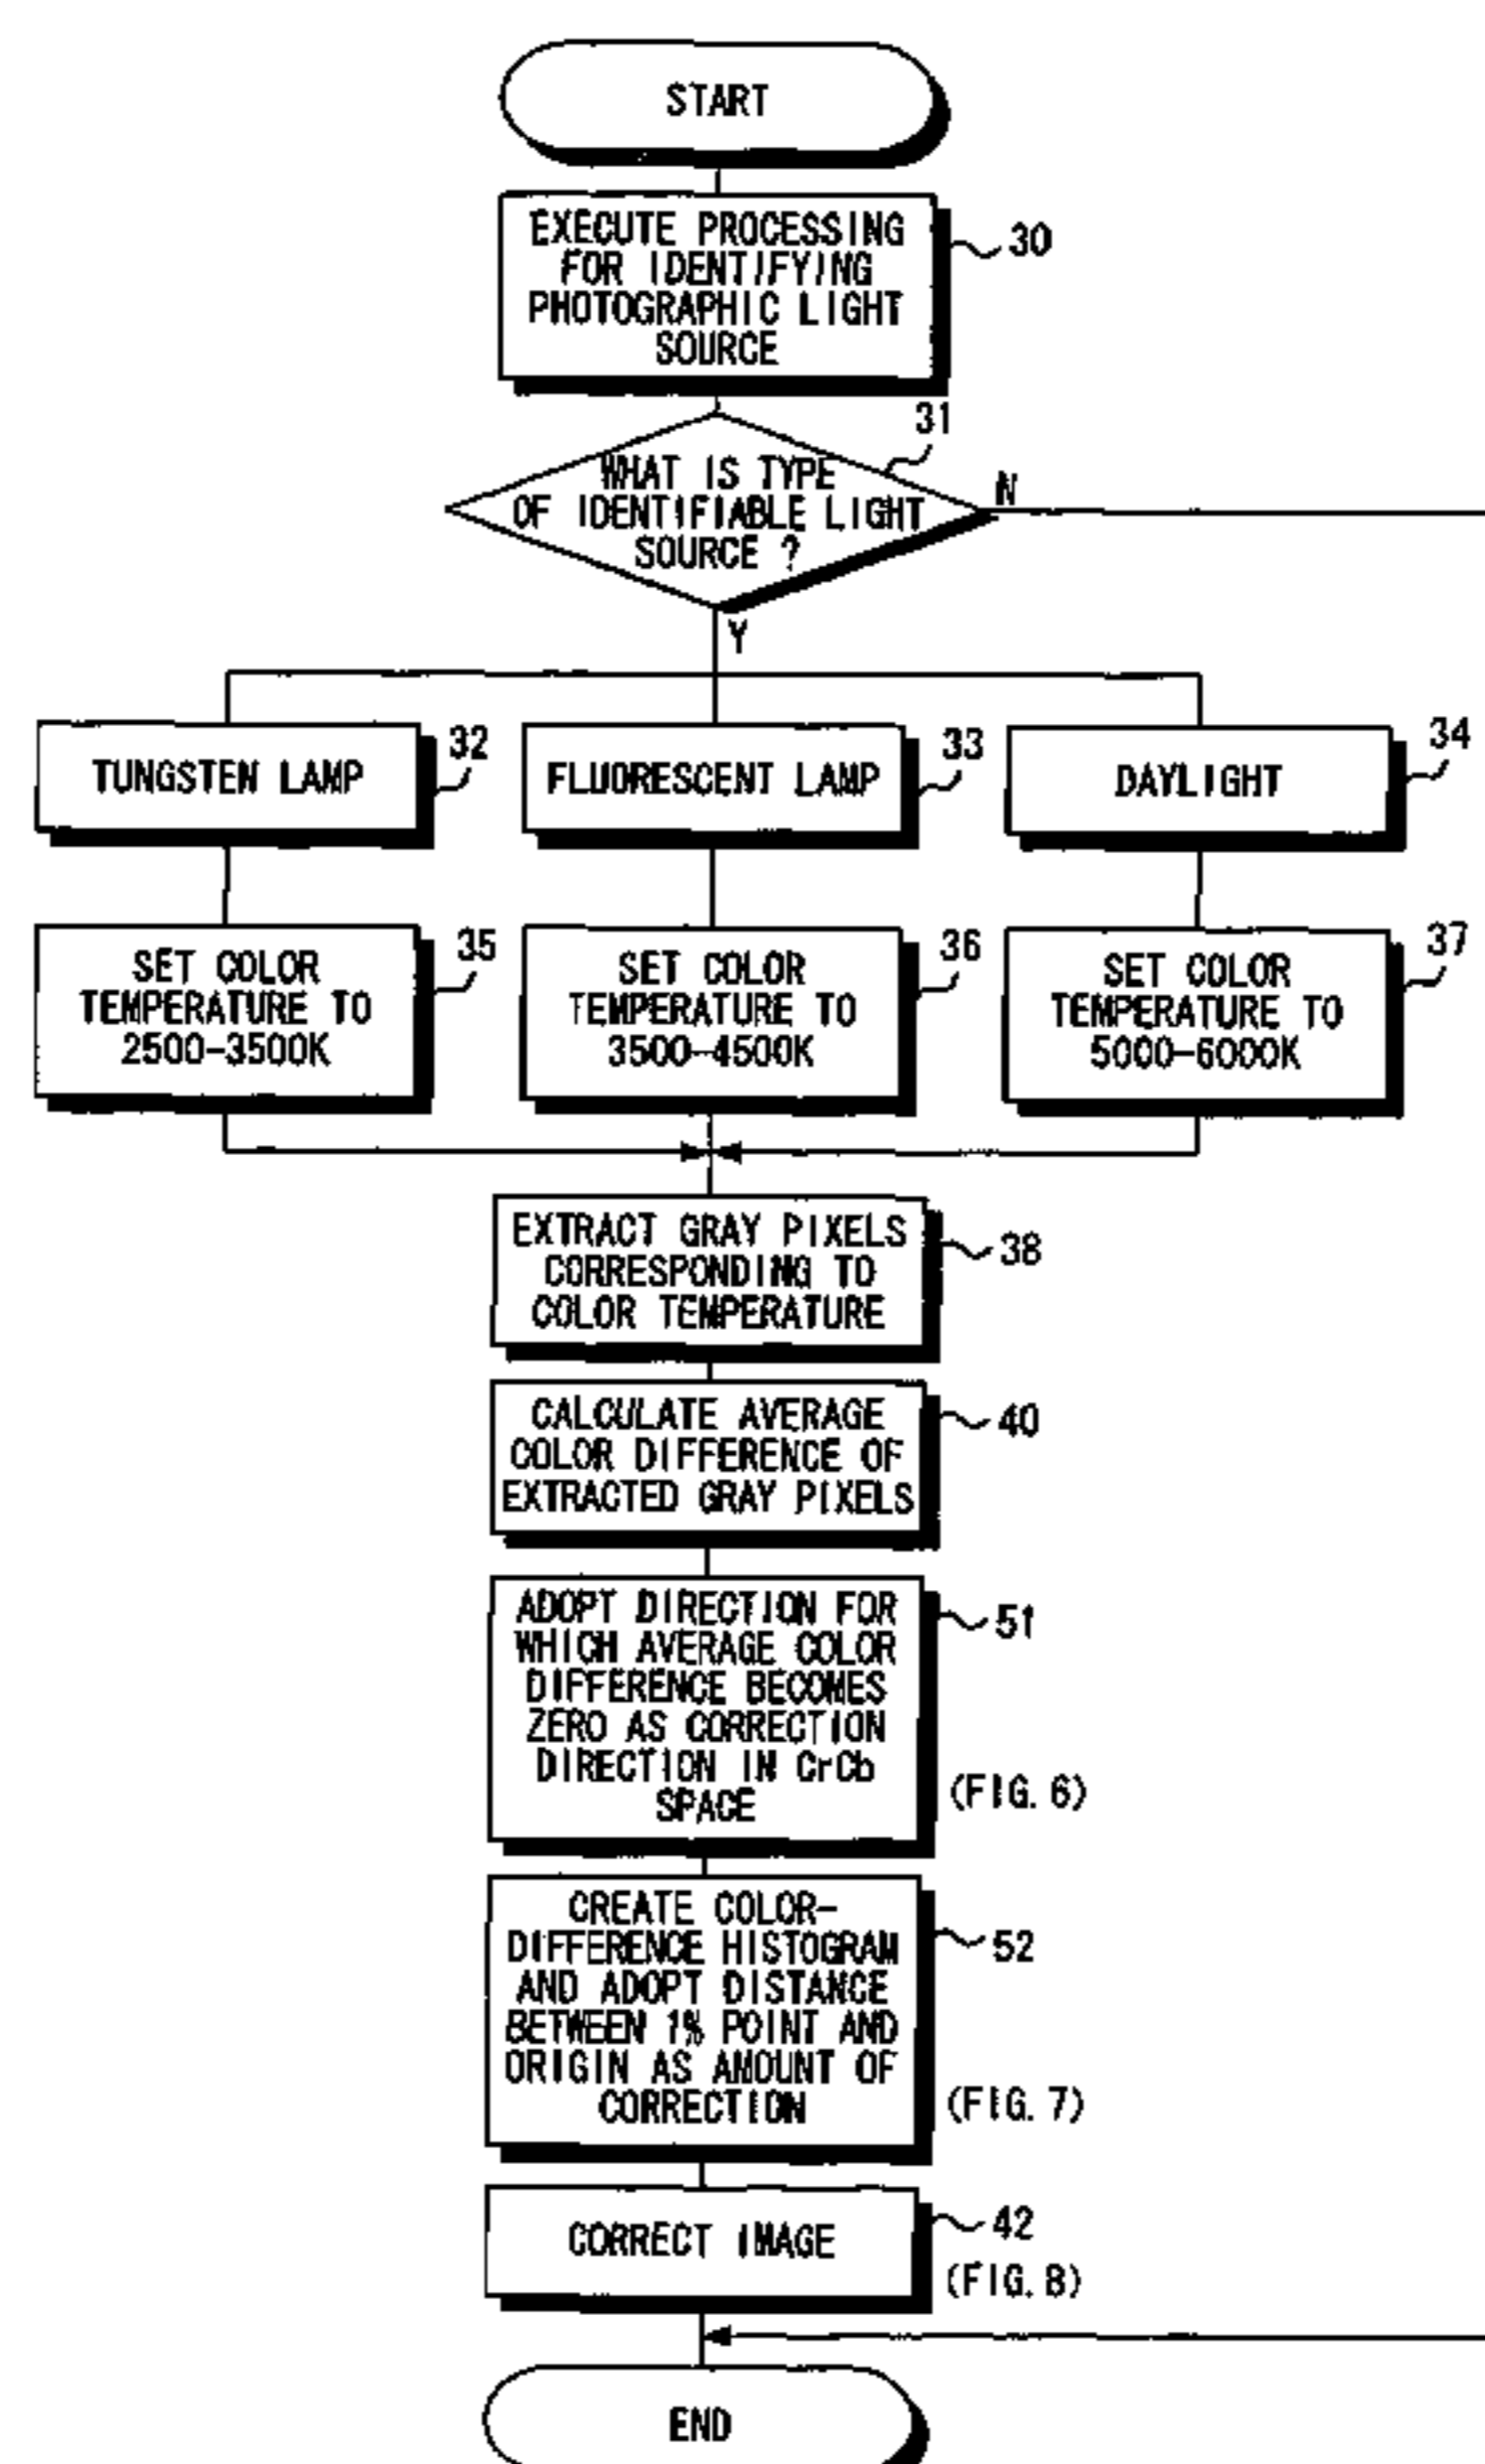 START
EXECUTE PROCESSING
FOR IDENTIFYING
PHOTOGRAPHIC LIGHT
SOURCE
30
31
WHAT IS TYPE
OF IDENTIFIABLE LIGHT
SOURCE ?
N
Y
TUNGSTEN LAMP
32
FLUORESCENT LAMP
33
DAYLIGHT
34
SET COLOR
TEMPERATURE TO
2500-3500K
35
SET COLOR
TEMPERATURE TO
3500-4500K
36
SET COLOR
TEMPERATURE TO
5000-6000K
37
EXTRACT GRAY PIXELS
CORRESPONDING TO
COLOR TEMPERATURE
38
CALCULATE AVERAGE
COLOR DIFFERENCE OF
EXTRACTED GRAY PIXELS
40
ADOPT DIRECTION FOR
WHICH AVERAGE COLOR
DIFFERENCE BECOMES
ZERO AS CORRECTION
DIRECTION IN CrCb
SPACE
51
(FIG. 6)
CREATE COLOR-
DIFFERENCE HISTOGRAM
AND ADOPT DISTANCE
BETWEEN 1% POINT AND
ORIGIN AS AMOUNT OF
CORRECTION
52
(FIG. 7)
CORRECT IMAGE
42
(FIG. 8)
END